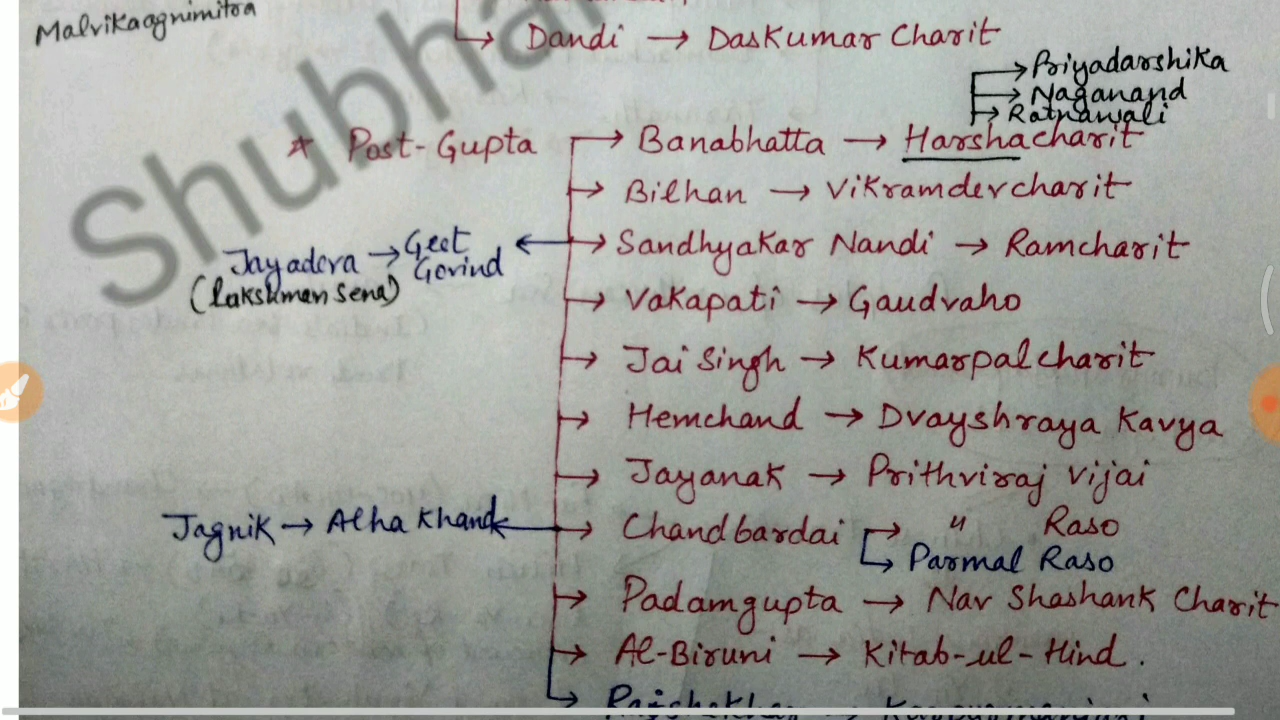 Malvikaagnimitra
Dandi → Daskumar Charit
→ Priyadarshika
→ Naganand
→ Ratnawali
* Post-Gupta → Banabhatta → Harshacharit
→ Bilhan → Vikramdevcharit
Jayadeva → Geet Govind
(Lakshman Sena)
→ Sandhyakar Nandi → Ramcharit
→ Vakapati → Gaudvaho
→ Jai Singh → Kumarpalcharit
→ Hemchand → Dvayshraya Kavya
→ Jayanak → Prithviraj Vijai
Jagnik → Alha Khand
→ Chandbardai → " Raso
→ Parmal Raso
→ Padamgupta → Nav Shashank Charit
→ Al-Biruni → Kitab-ul-Hind.
Shubha